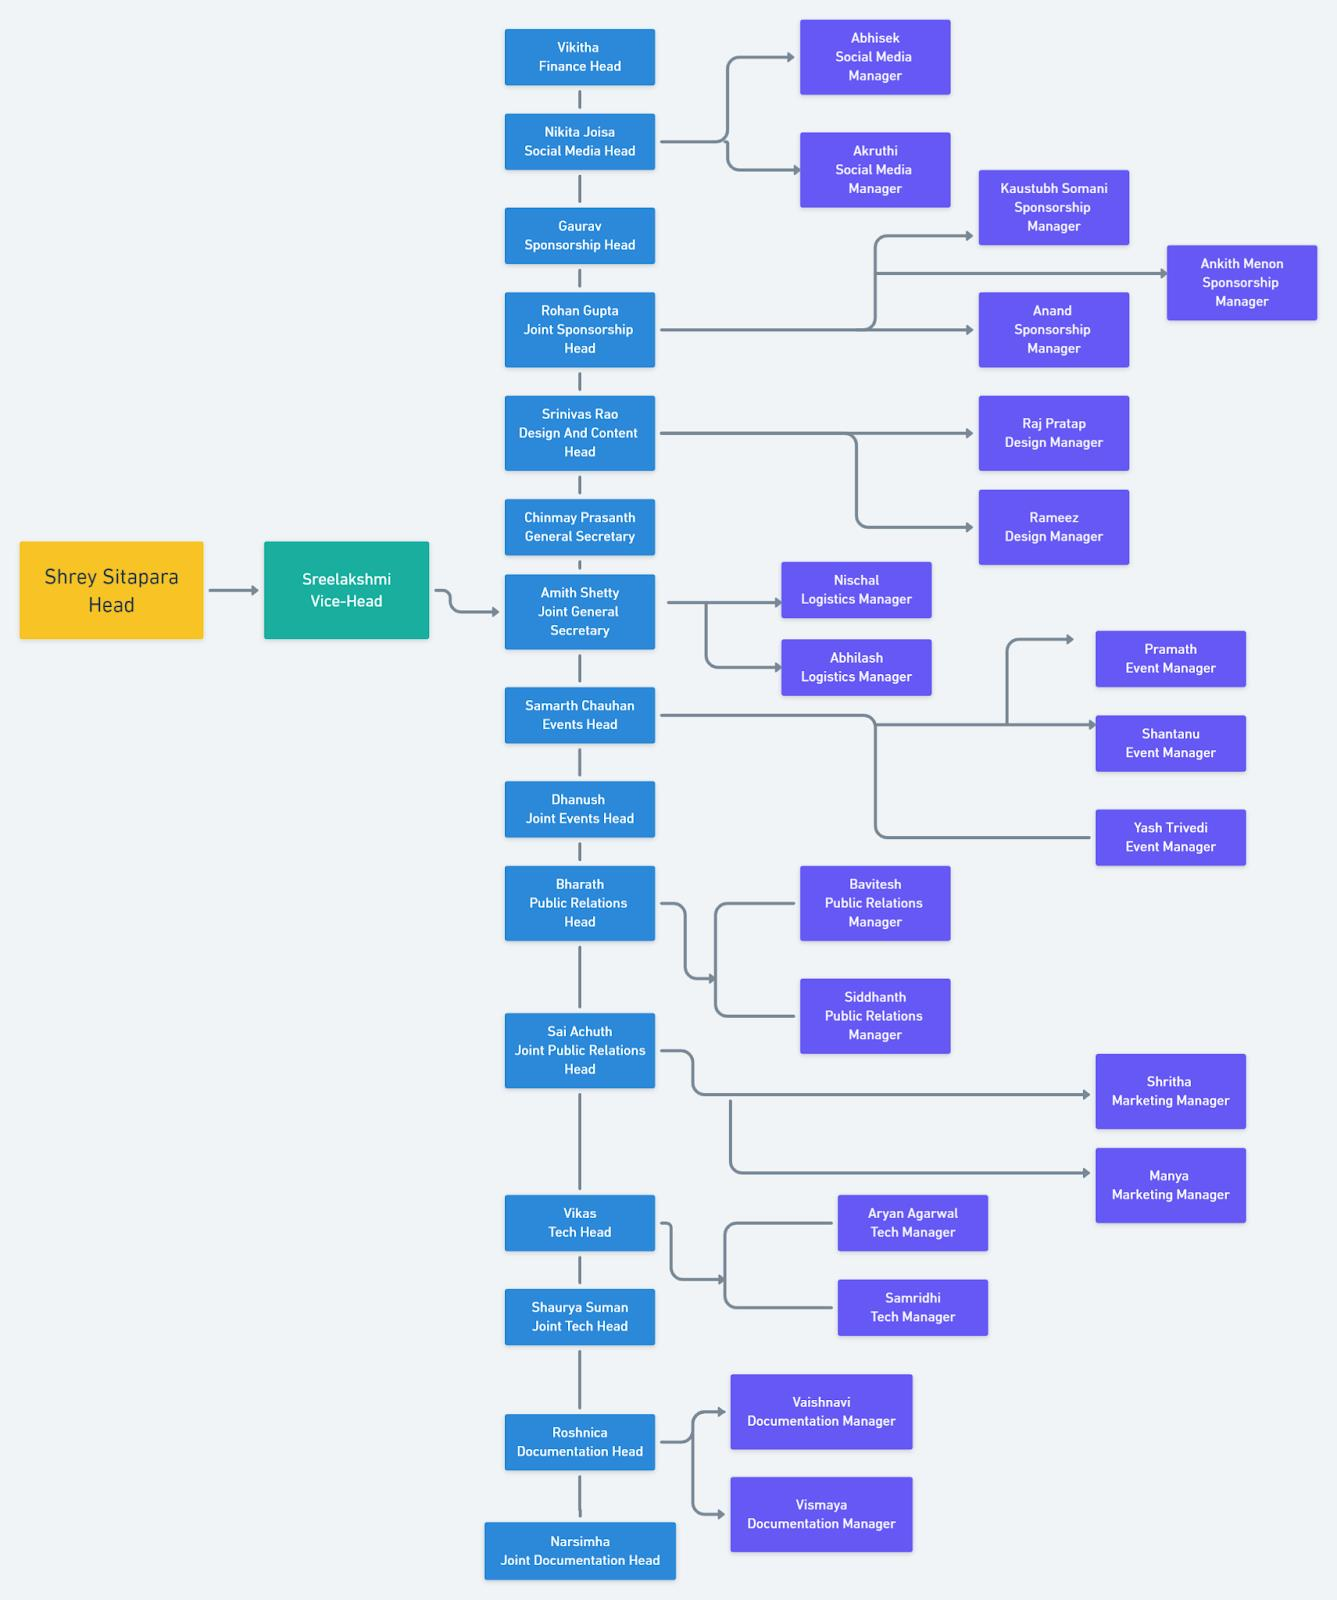 Vikitha
Finance Head
Abhisek
Social Media
Manager
Nikita Joisa
Social Media Head
Akruthi
Social Media
Manager
Kaustubh Somani
Sponsorship
Manager
Gaurav
Sponsorship Head
Ankith Menon
Sponsorship
Manager
Rohan Gupta
Joint Sponsorship
Head
Anand
Sponsorship
Manager
Srinivas Rao
Design And Content
Head
Raj Pratap
Design Manager
Chinmay Prasanth
General Secretary
Rameez
Design Manager
Shrey Sitapara
Head
Sreelakshmi
Vice-Head
Amith Shetty
Joint General
Secretary
Nischal
Logistics Manager
Abhilash
Logistics Manager
Pramath
Event Manager
Samarth Chauhan
Events Head
Shantanu
Event Manager
Dhanush
Joint Events Head
Yash Trivedi
Event Manager
Bharath
Public Relations
Head
Bavitesh
Public Relations
Manager
Siddhanth
Public Relations
Manager
Sai Achuth
Joint Public Relations
Head
Shritha
Marketing Manager
Manya
Marketing Manager
Vikas
Tech Head
Aryan Agarwal
Tech Manager
Shaurya Suman
Joint Tech Head
Samridhi
Tech Manager
Vaishnavi
Documentation Manager
Roshnica
Documentation Head
Vismaya
Documentation Manager
Narsimha
Joint Documentation Head